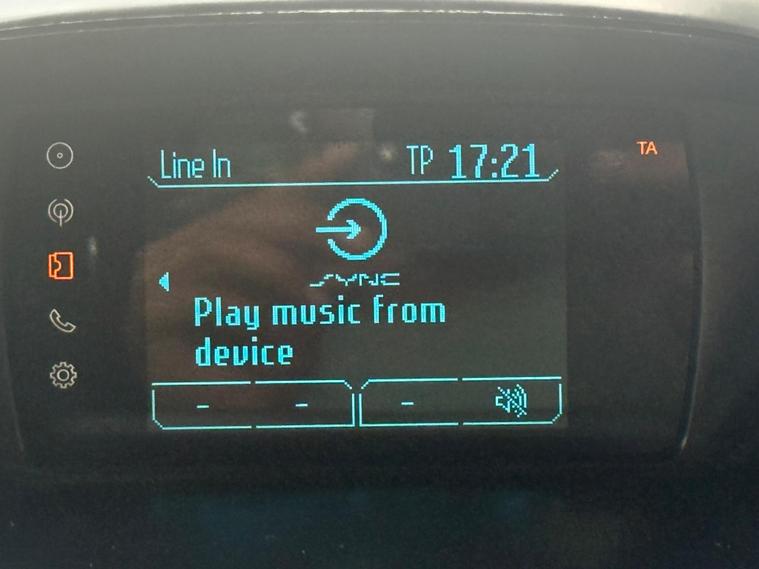 Line In TP 17:21 TA
SYNC
Play music from
device